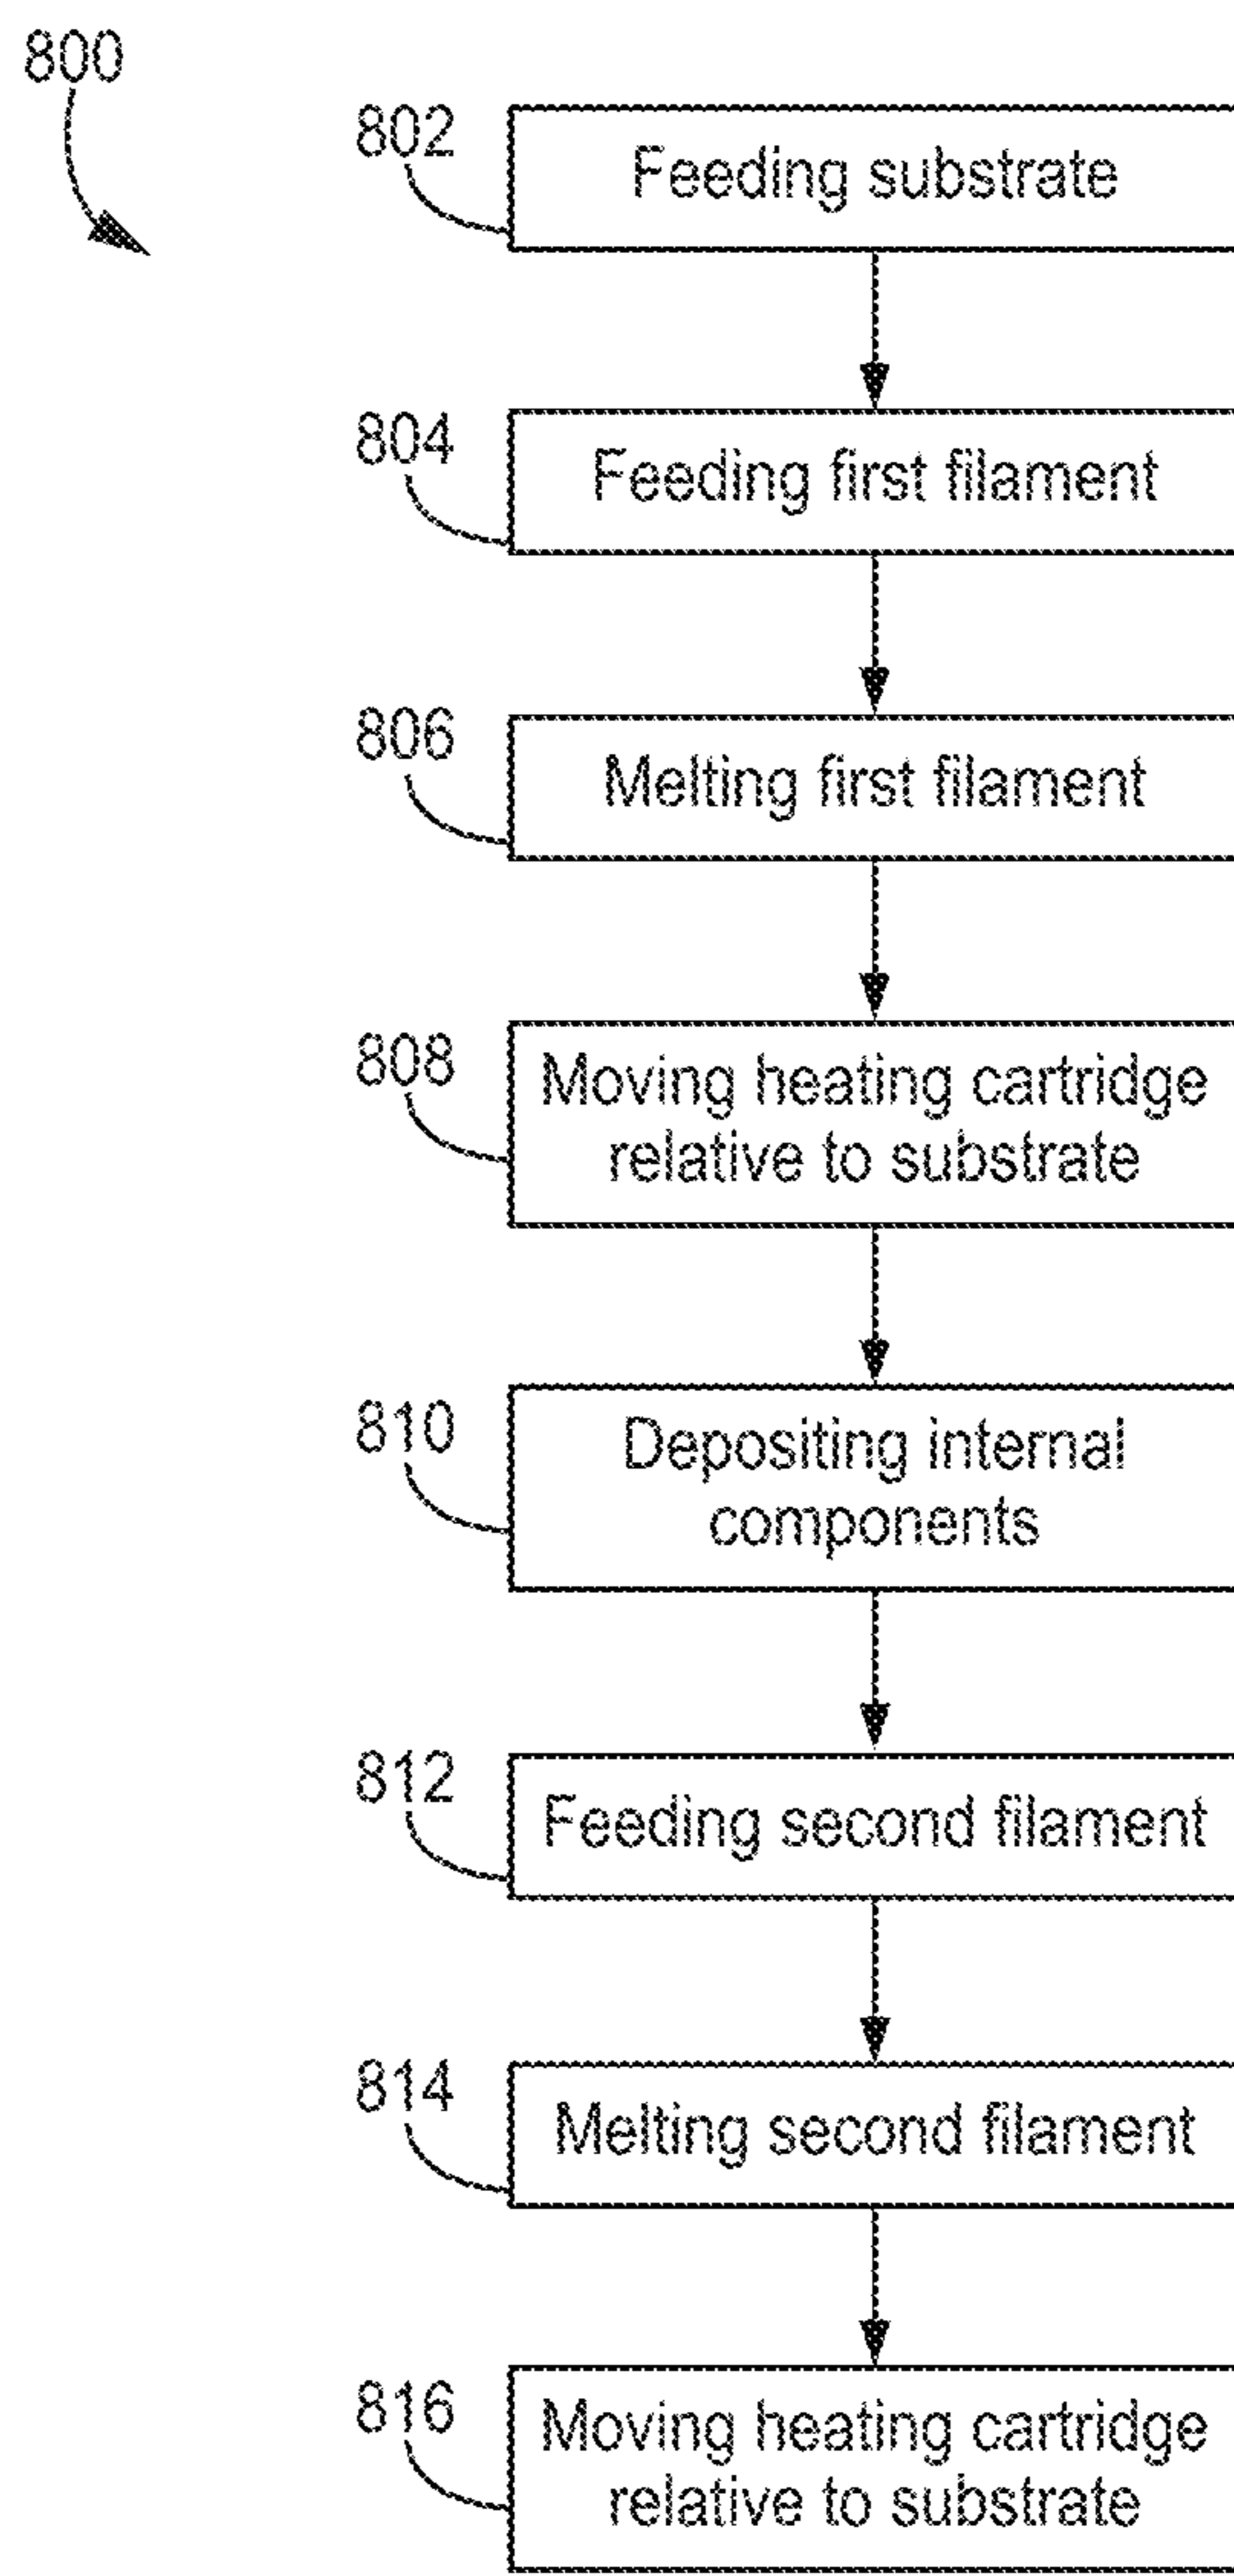 800
802
Feeding substrate
804
Feeding first filament
806
Melting first filament
808
Moving heating cartridge
relative to substrate
810
Depositing internal
components
812
Feeding second filament
814
Melting second filament
816
Moving heating cartridge
relative to substrate